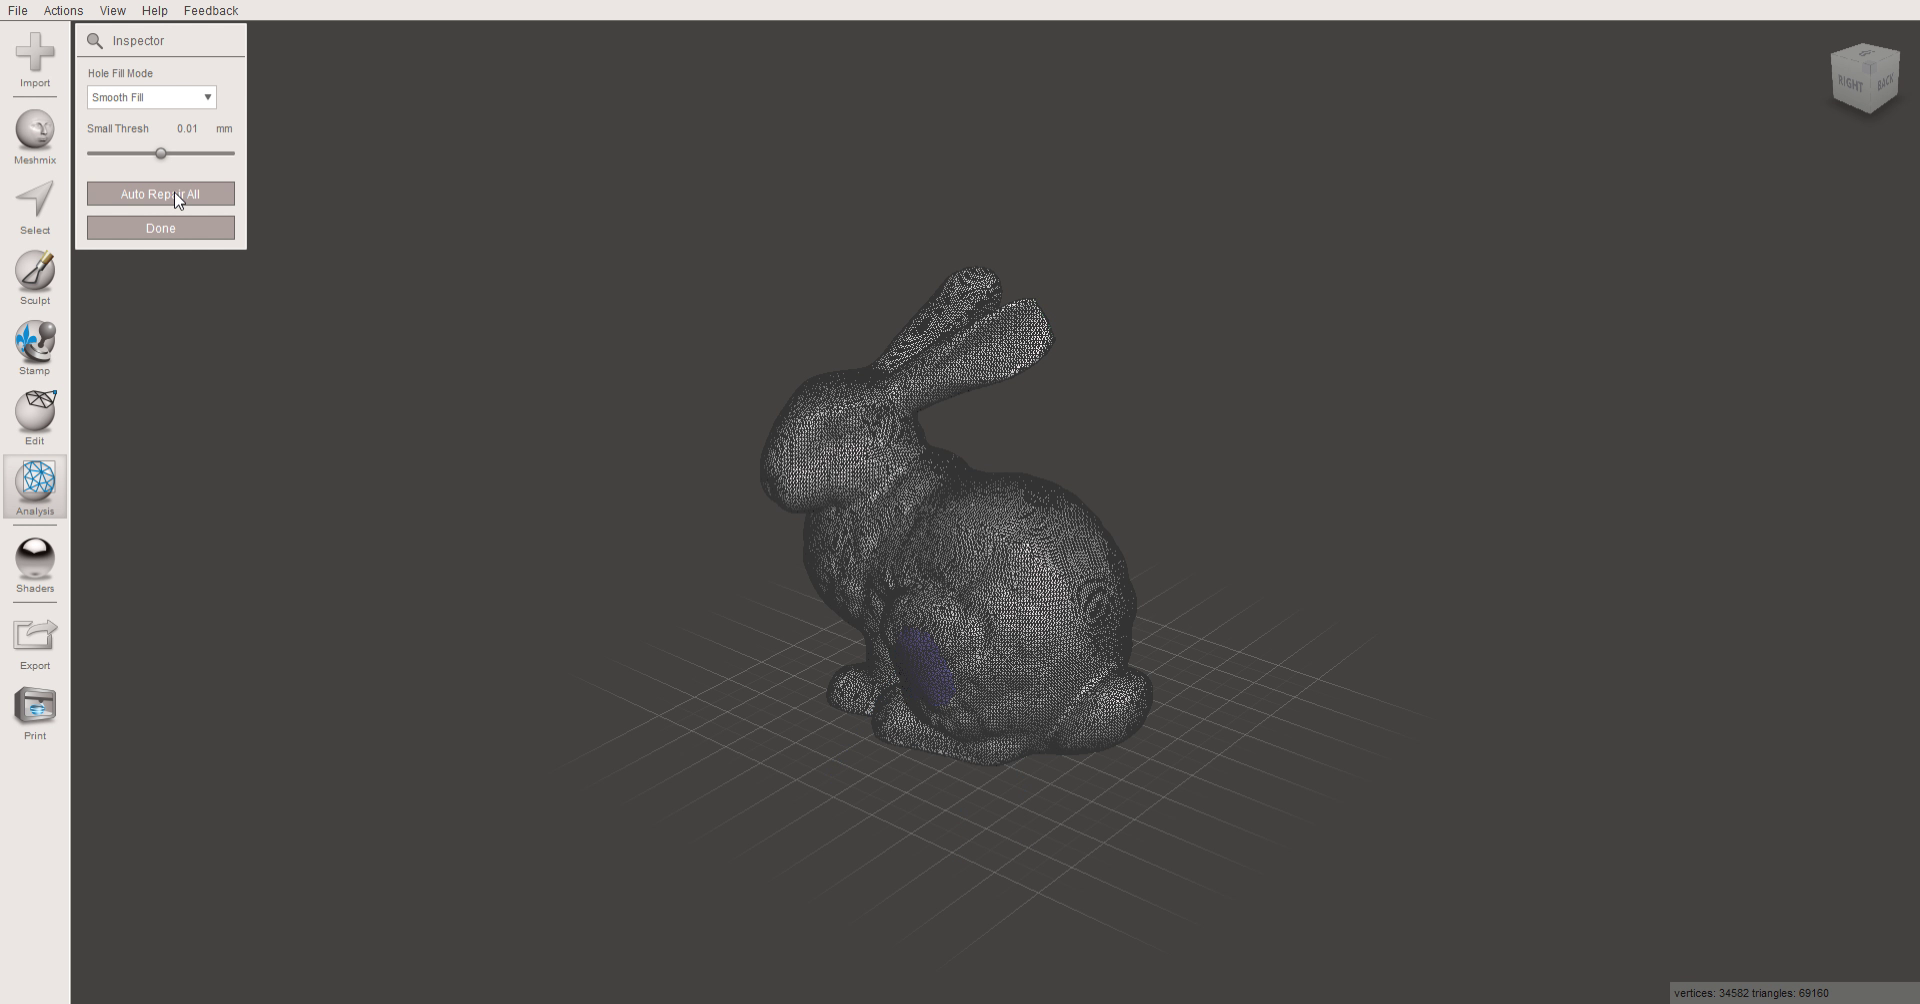 File Actions View Help Feedback
Inspector
Hole Fill Mode
Smooth Fill
Small Thresh 0.01 mm
Auto Repair All
Done
Import
Meshmix
Select
Sculpt
Stamp
Edit
Analysis
Shaders
Export
Print
RIGHT
BACK
vertices: 34582 triangles: 69160